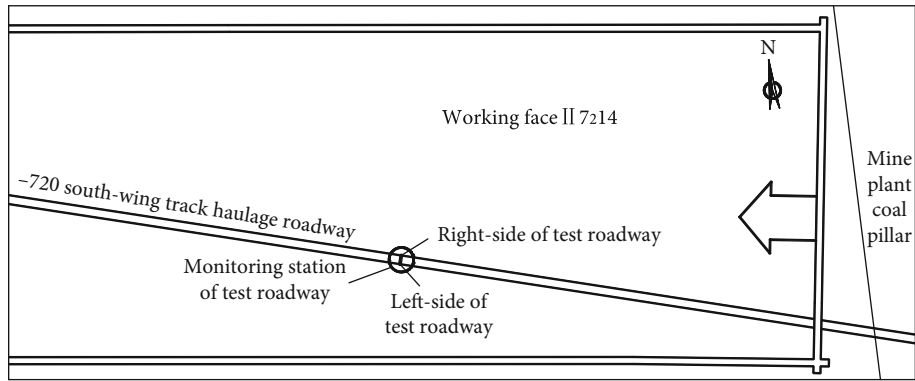 N
Working face II 7214
Mine
plant
coal
pillar
–720 south-wing track haulage roadway
Right-side of test roadway
Monitoring station
of test roadway
Left-side of
test roadway